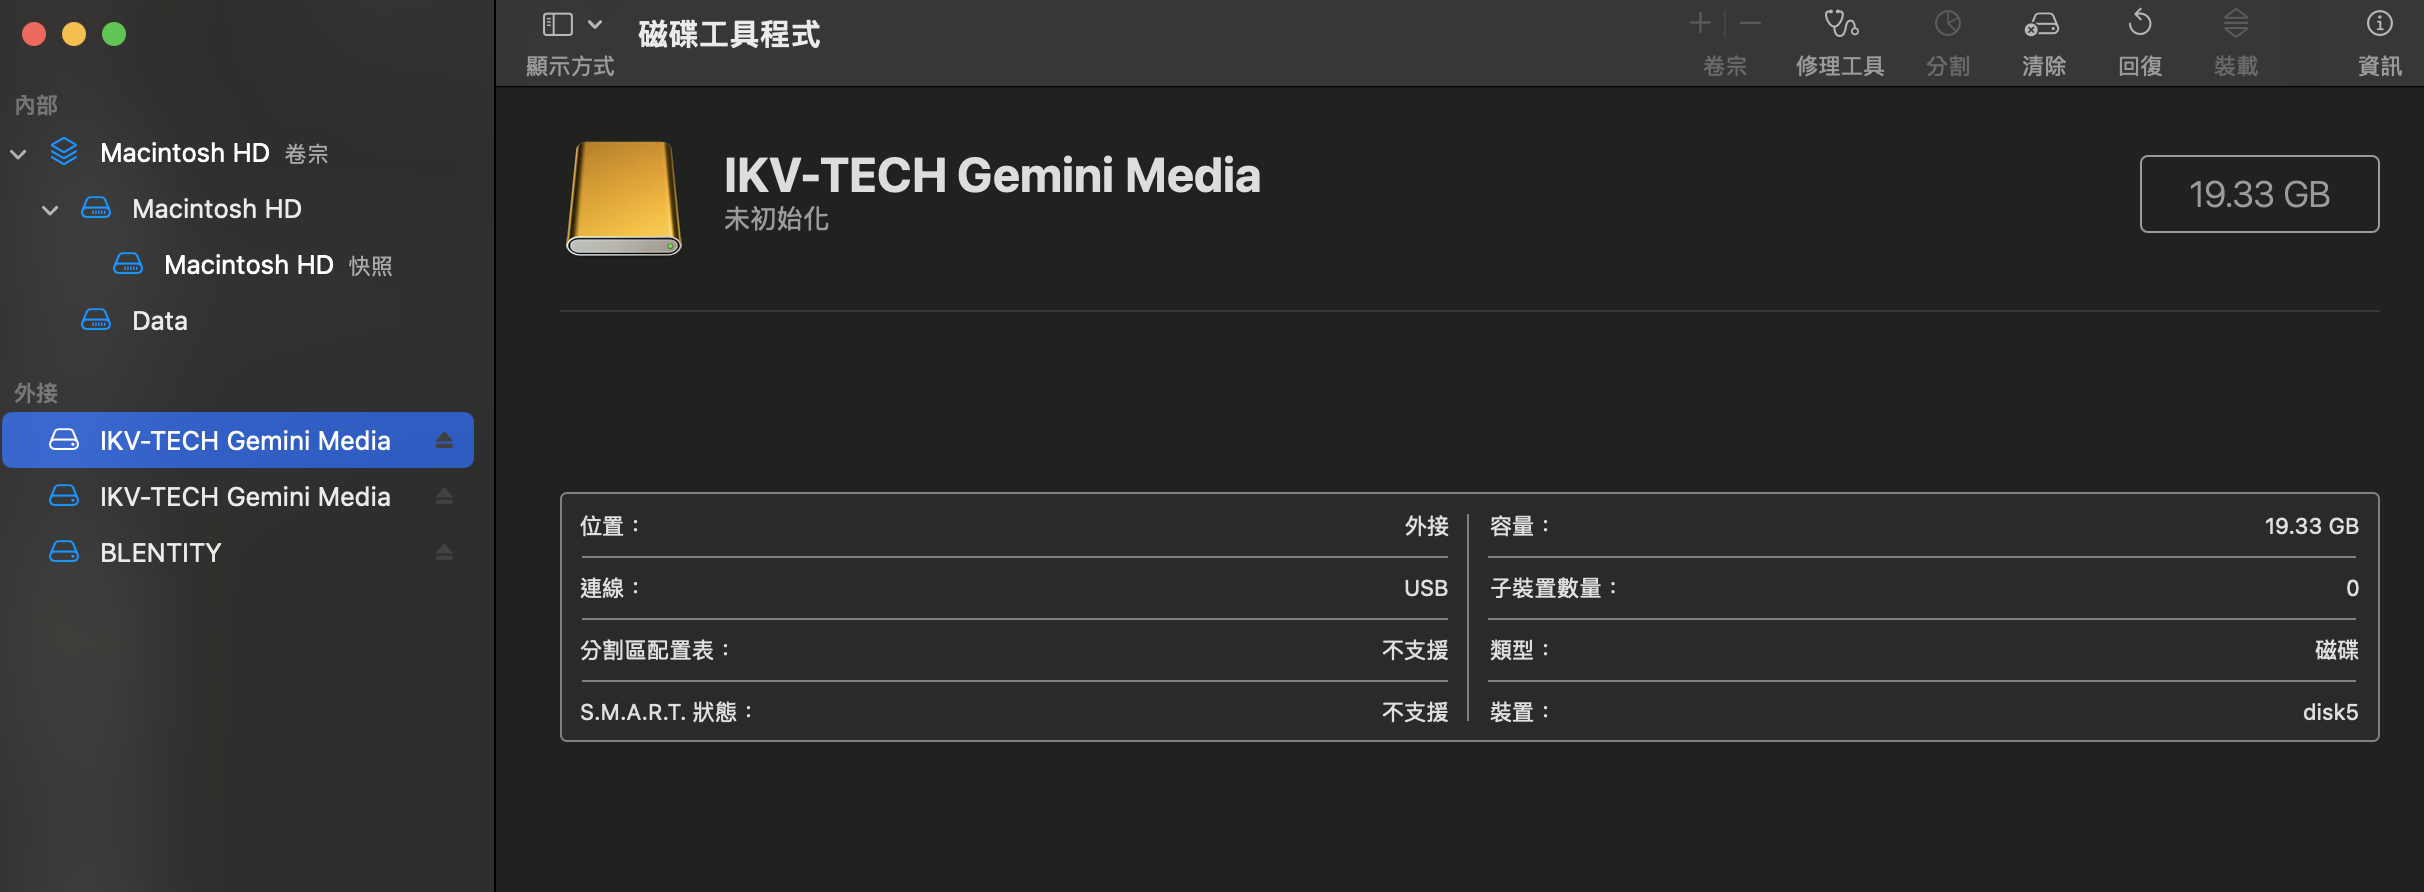 顯示方式
磁碟工具程式
卷宗
修理工具
分割
清除
回復
裝載
資訊
內部
Macintosh HD 卷宗
Macintosh HD
Macintosh HD 快照
Data
外接
IKV-TECH Gemini Media
IKV-TECH Gemini Media
BLENTITY
IKV-TECH Gemini Media
未初始化
19.33 GB
位置： 外接
連線： USB
分割區配置表： 不支援
S.M.A.R.T. 狀態： 不支援
容量： 19.33 GB
子裝置數量： 0
類型： 磁碟
裝置： disk5